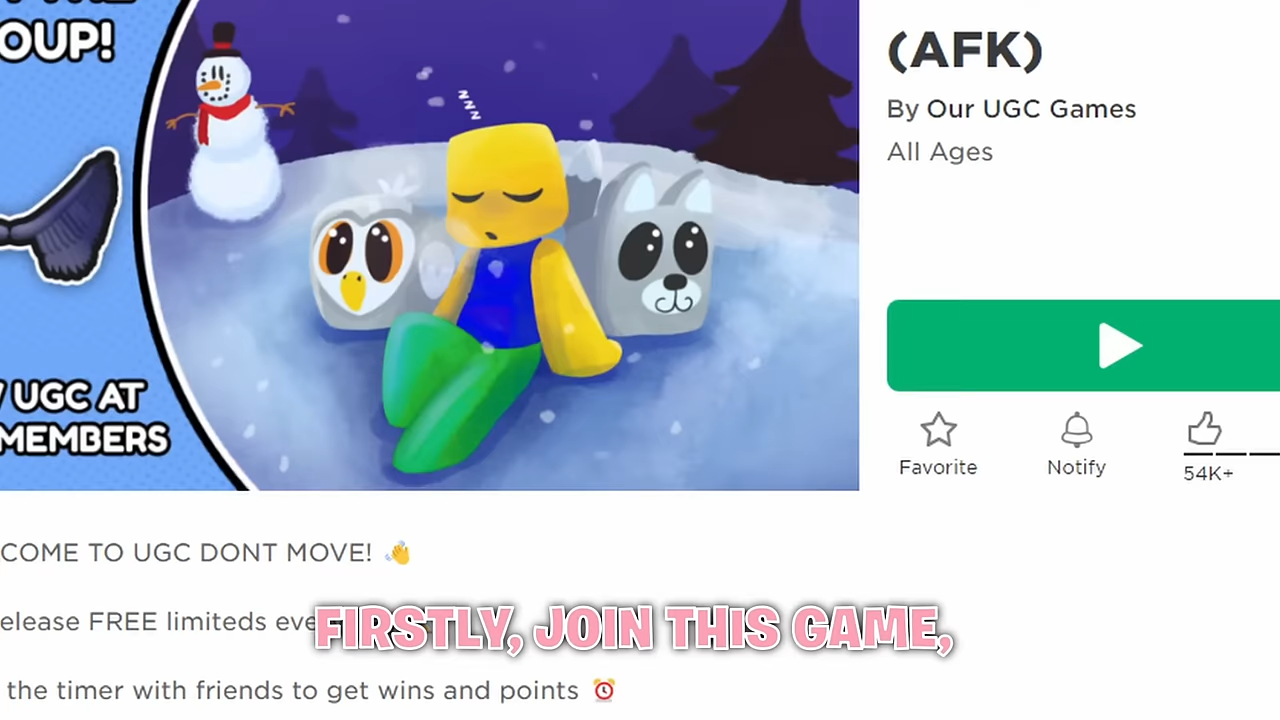 OUP!
UGC AT
MEMBERS
zzz
(AFK)
By Our UGC Games
All Ages
Favorite
Notify
54K+
COME TO UGC DONT MOVE! 👋
elease FREE limiteds eve
FIRSTLY, JOIN THIS GAME,
the timer with friends to get wins and points ⏰